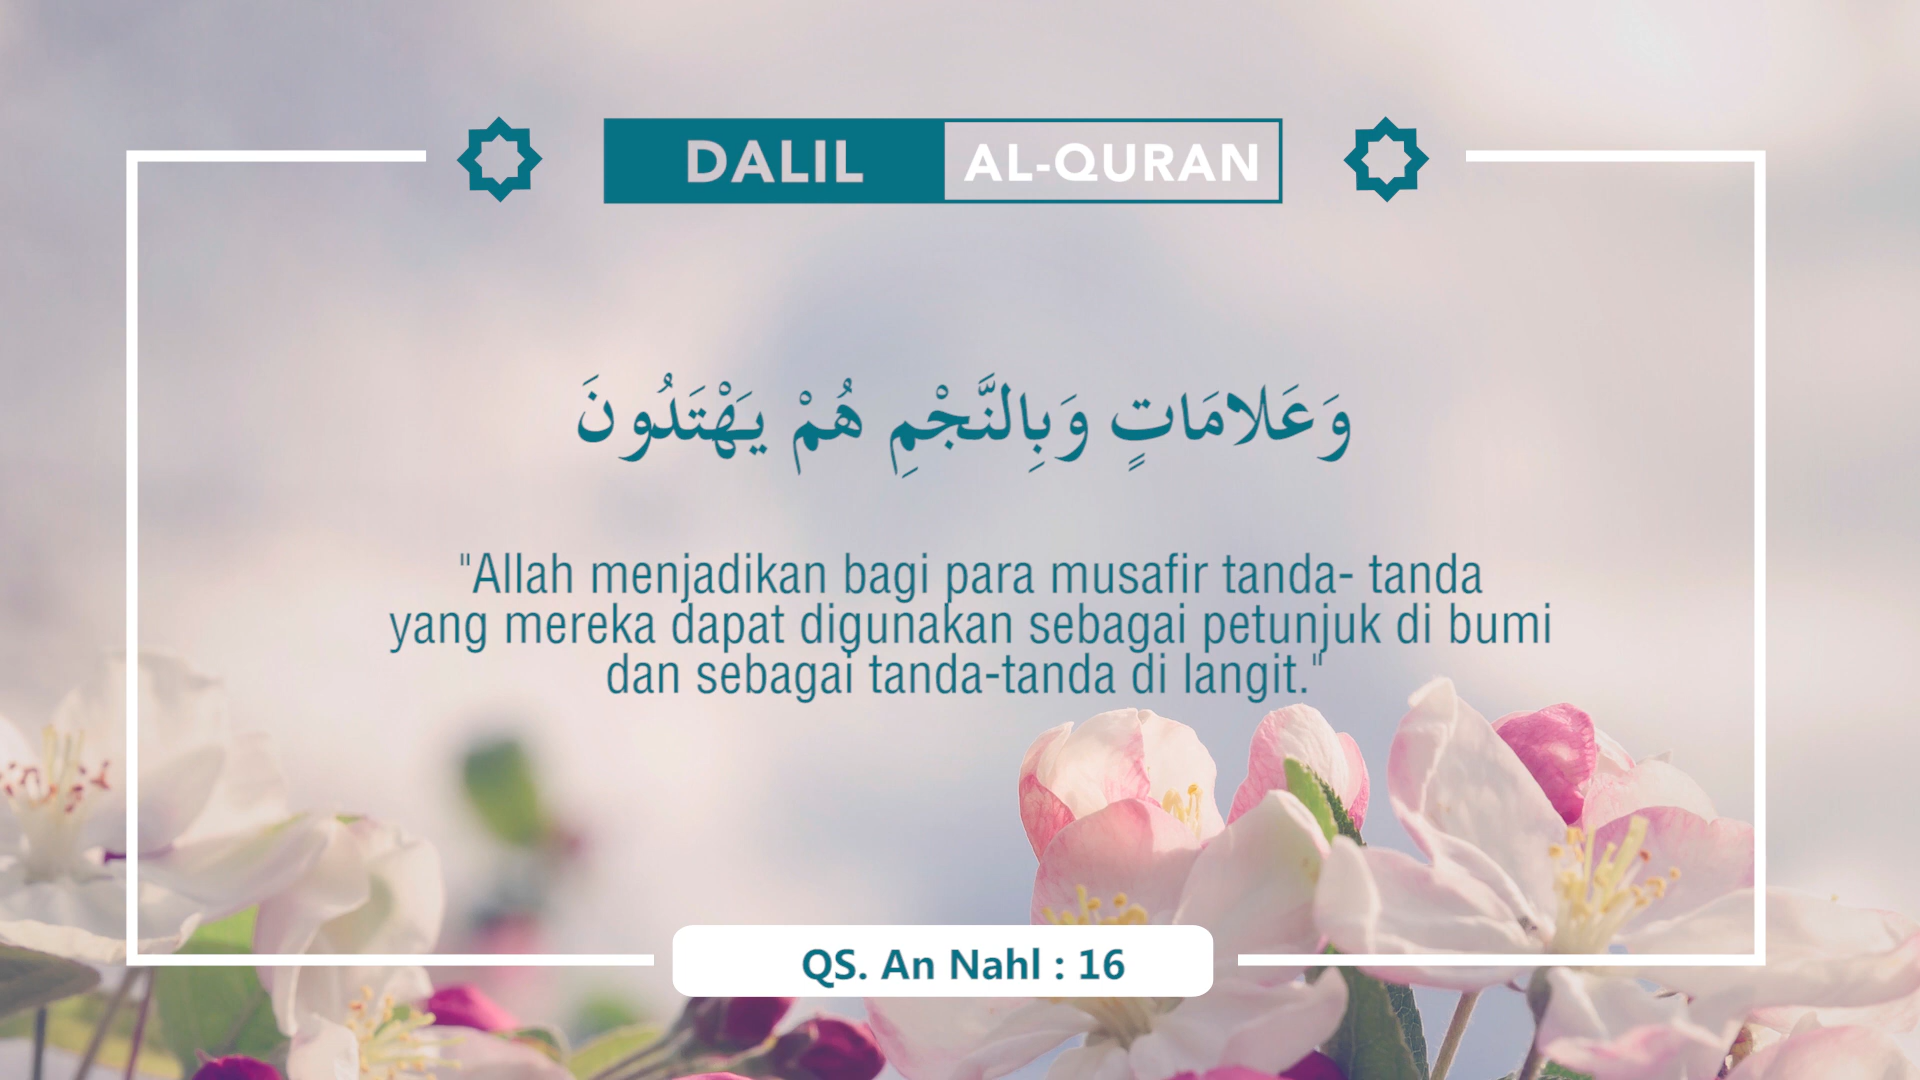 DALIL AL-QURAN
وَعَلامَاتٍ وَبِالنَّجْمِ هُمْ يَهْتَدُونَ
"Allah menjadikan bagi para musafir tanda- tanda
yang mereka dapat digunakan sebagai petunjuk di bumi
dan sebagai tanda-tanda di langit."
QS. An Nahl : 16